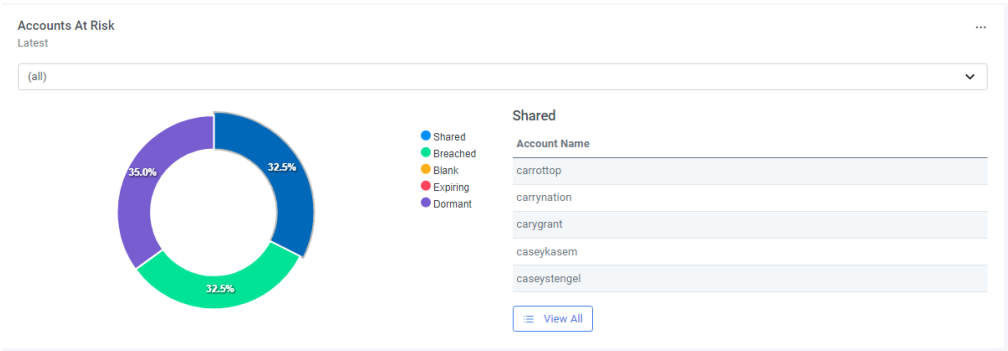 Accounts At Risk
...
Latest
(all)
35.0%
32.5%
32.5%
Shared
Breached
Blank
Expiring
Dormant
Shared
Account Name
carrottop
carrynation
carygrant
caseykasem
caseystengel
View All